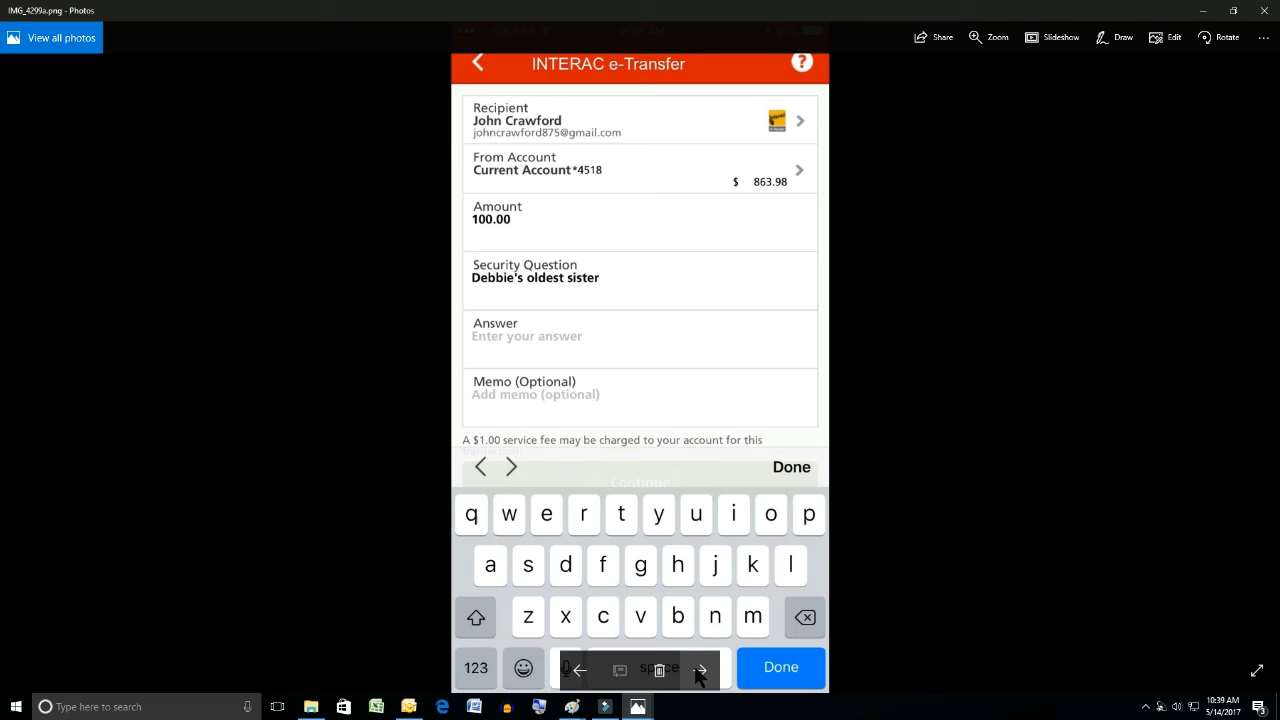 IMG_4299a.png - Photos
View all photos
Share
Zoom
Slideshow
Draw
Edit
Rotate
INTERAC e-Transfer
?
Recipient
John Crawford
johncrawford875@gmail.com
From Account
Current Account*4518
$ 863.98
Amount
100.00
Security Question
Debbie's oldest sister
Answer
Enter your answer
Memo (Optional)
Add memo (optional)
A $1.00 service fee may be charged to your account for this
transaction.
Done
Continue
q w e r t y u i o p
a s d f g h j k l
z x c v b n m
123
space
Done
Type here to search
10:39 AM
5/14/2017